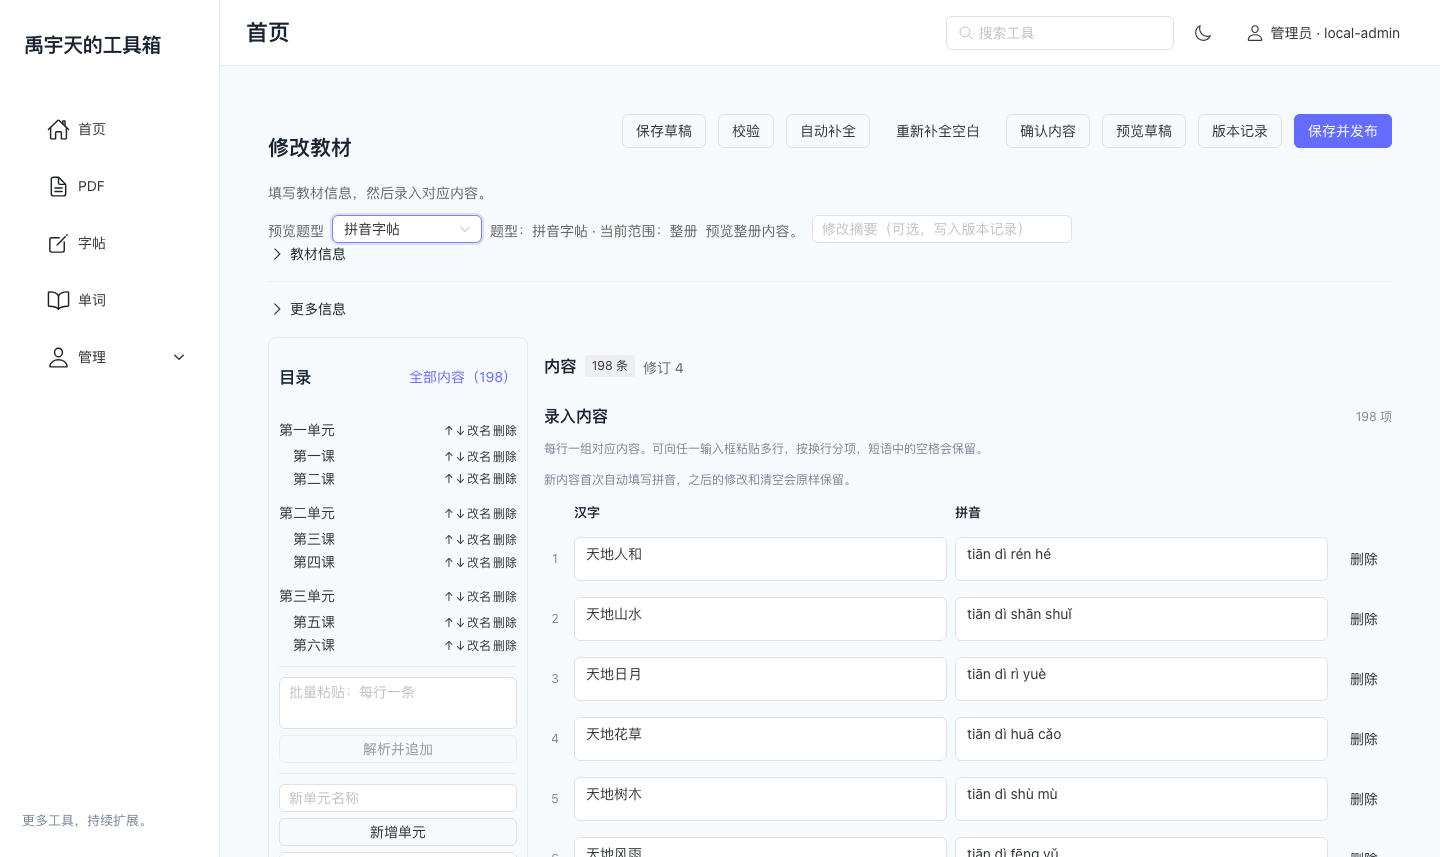 禹宇天的工具箱
首页
PDF
字帖
单词
管理
更多工具，持续扩展。
首页
搜索工具
管理员 · local-admin
修改教材
保存草稿 校验 自动补全 重新补全空白 确认内容 预览草稿 版本记录 保存并发布
填写教材信息，然后录入对应内容。
预览题型 拼音字帖 题型：拼音字帖 · 当前范围：整册 预览整册内容。 修改摘要（可选，写入版本记录）
教材信息
更多信息
目录 全部内容（198）
第一单元 ↑ ↓ 改名 删除
第一课 ↑ ↓ 改名 删除
第二课 ↑ ↓ 改名 删除
第二单元 ↑ ↓ 改名 删除
第三课 ↑ ↓ 改名 删除
第四课 ↑ ↓ 改名 删除
第三单元 ↑ ↓ 改名 删除
第五课 ↑ ↓ 改名 删除
第六课 ↑ ↓ 改名 删除
批量粘贴：每行一条
解析并追加
新单元名称
新增单元
内容 198 条 修订 4
录入内容 198 项
每行一组对应内容。可向任一输入框粘贴多行，按换行分项，短语中的空格会保留。
新内容首次自动填写拼音，之后的修改和清空会原样保留。
汉字 拼音
1 天地人和 tiān dì rén hé 删除
2 天地山水 tiān dì shān shuǐ 删除
3 天地日月 tiān dì rì yuè 删除
4 天地花草 tiān dì huā cǎo 删除
5 天地树木 tiān dì shù mù 删除
6 天地风雨 tiān dì fēng yǔ 删除